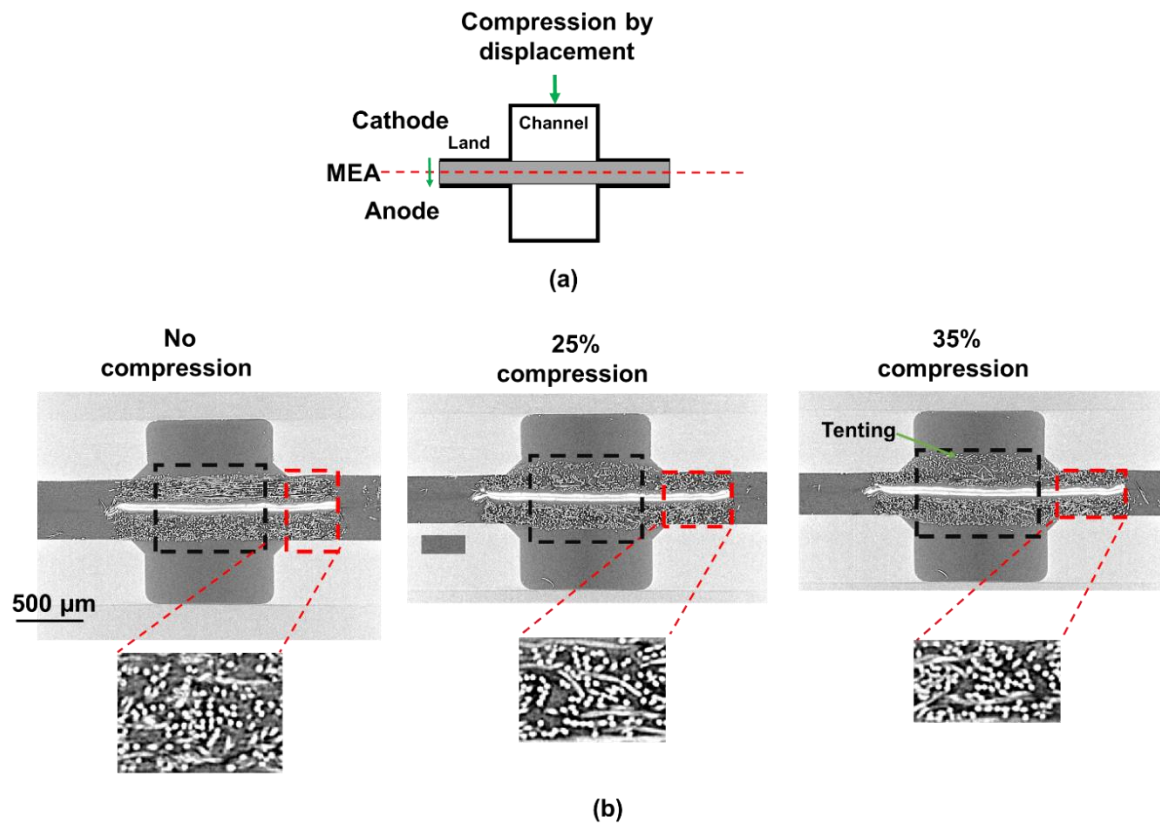 Compression by
displacement
Cathode
Channel
Land
MEA
Anode
(a)
No
compression
25%
compression
35%
compression
Tenting
500 µm
(b)